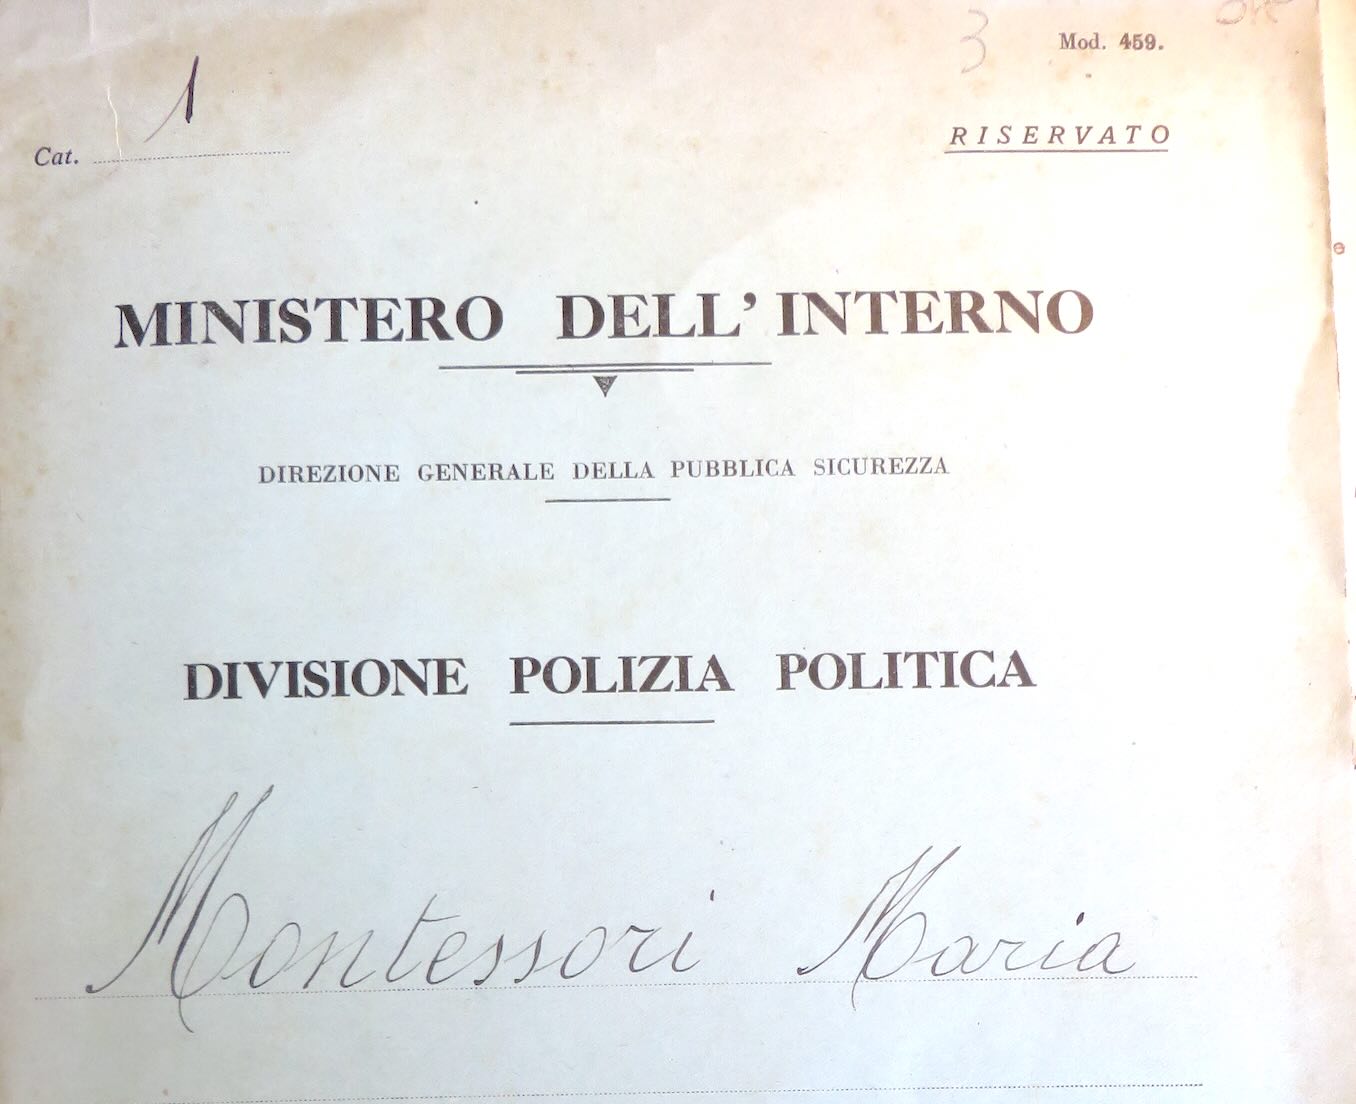 3
Mod. 459.
Cat. 1
RISERVATO
MINISTERO DELL' INTERNO
DIREZIONE GENERALE DELLA PUBBLICA SICUREZZA
DIVISIONE POLIZIA POLITICA
Montessori Maria